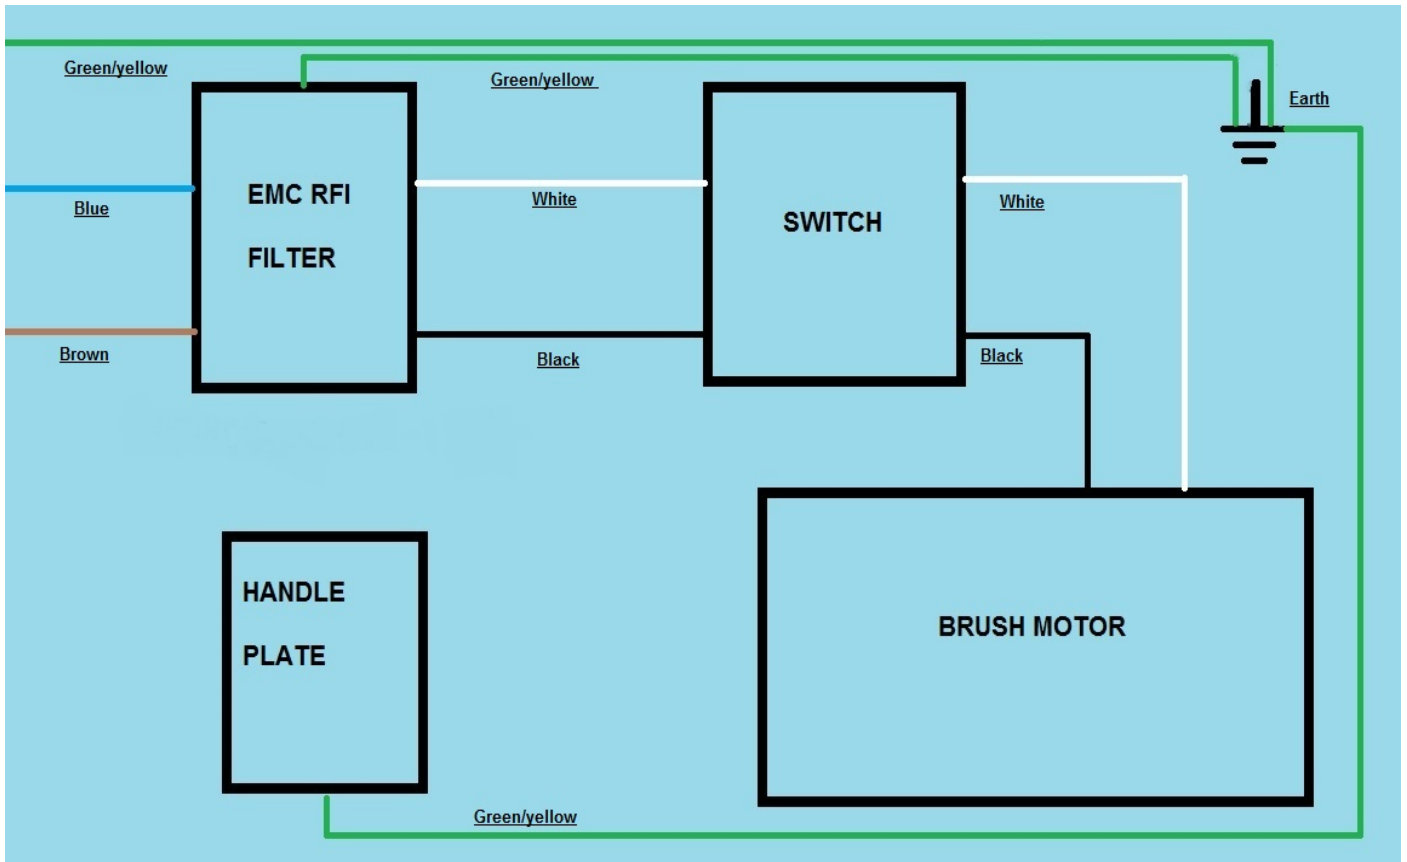 Green/yellow
Green/yellow
Earth
EMC RFI
FILTER
Blue
White
SWITCH
White
Brown
Black
Black
HANDLE
PLATE
BRUSH MOTOR
Green/yellow